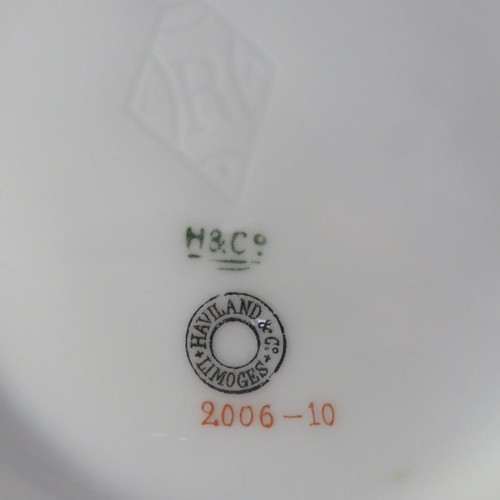 R
H&Co
HAVILAND & Co.
LIMOGES
2006-10